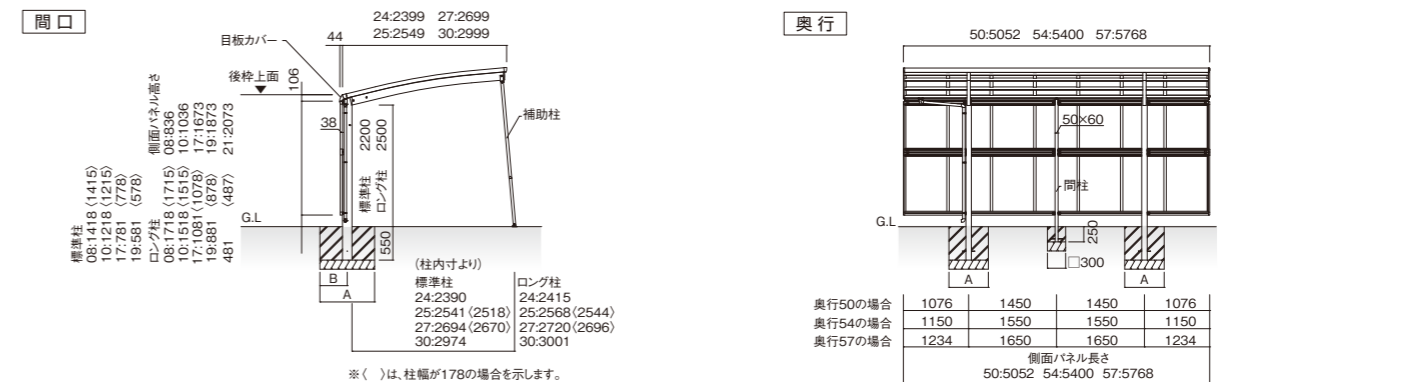 間口
24:2399 27:2699
25:2549 30:2999
44
目板カバー
後枠上面
106
38
補助柱
標準柱 2200
ロング柱 2500
側面パネル高さ
08:836
10:1036
17:1673
19:1873
21:2073
標準柱
08:1418〈1415〉
10:1218〈1215〉
17:781 〈778〉
19:581 〈578〉
ロング柱
08:1718〈1715〉
10:1518〈1515〉
17:1081〈1078〉
19:881 〈878〉
481 〈487〉
G.L
550
B
A
(柱内寸より)
標準柱
24:2390
25:2541〈2518〉
27:2694〈2670〉
30:2974
ロング柱
24:2415
25:2568〈2544〉
27:2720〈2696〉
30:3001
※〈 〉は、柱幅が178の場合を示します。
奥行
50:5052 54:5400 57:5768
50×60
間柱
G.L
250
□300
A
A
奥行50の場合 1076 1450 1450 1076
奥行54の場合 1150 1550 1550 1150
奥行57の場合 1234 1650 1650 1234
側面パネル長さ
50:5052 54:5400 57:5768